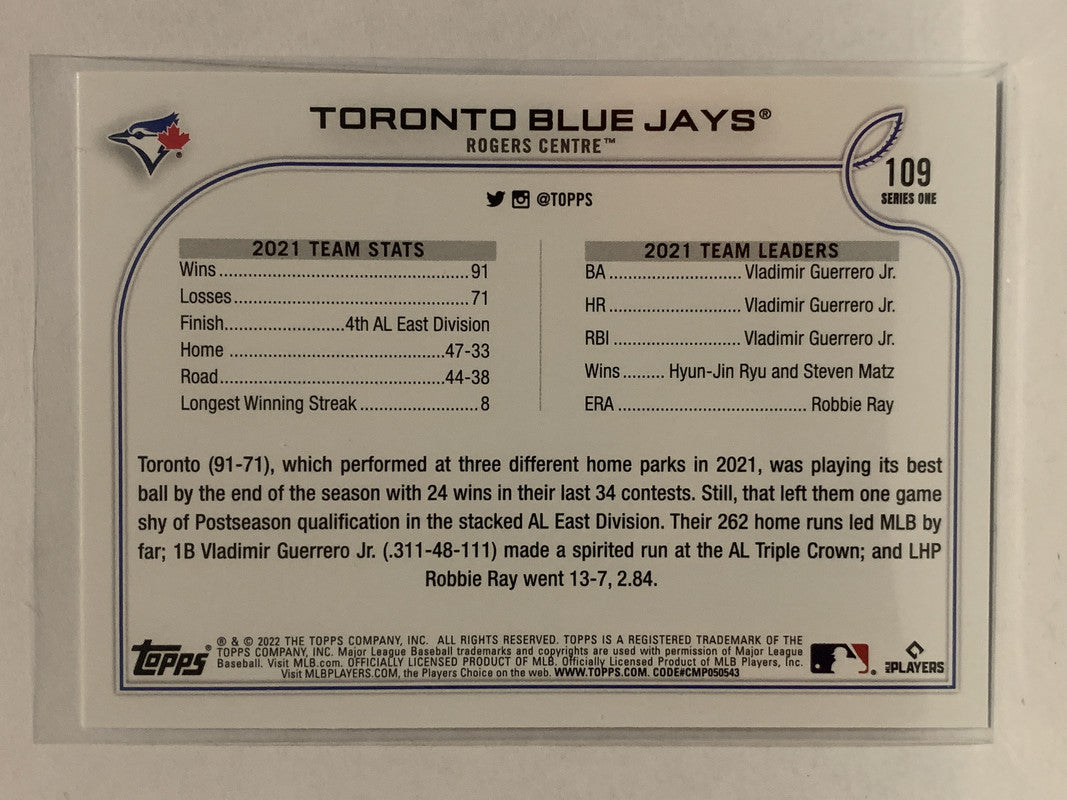 TORONTO BLUE JAYS®
ROGERS CENTRE™
109
SERIES ONE
@TOPPS
2021 TEAM STATS
Wins..............................................91
Losses...........................................71
Finish......................4th AL East Division
Home .......................................47-33
Road.........................................44-38
Longest Winning Streak......................8
2021 TEAM LEADERS
BA......................... Vladimir Guerrero Jr.
HR ......................... Vladimir Guerrero Jr.
RBI ........................ Vladimir Guerrero Jr.
Wins......... Hyun-Jin Ryu and Steven Matz
ERA ................................... Robbie Ray
Toronto (91-71), which performed at three different home parks in 2021, was playing its best
ball by the end of the season with 24 wins in their last 34 contests. Still, that left them one game
shy of Postseason qualification in the stacked AL East Division. Their 262 home runs led MLB by
far; 1B Vladimir Guerrero Jr. (.311-48-111) made a spirited run at the AL Triple Crown; and LHP
Robbie Ray went 13-7, 2.84.
TOPPS®
® & © 2022 THE TOPPS COMPANY, INC. ALL RIGHTS RESERVED. TOPPS IS A REGISTERED TRADEMARK OF THE
TOPPS COMPANY, INC. Major League Baseball trademarks and copyrights are used with permission of Major League
Baseball. Visit MLB.com. OFFICIALLY LICENSED PRODUCT OF MLB. Officially Licensed Product of MLB Players, Inc.
Visit MLBPLAYERS.COM, the Players Choice on the web. WWW.TOPPS.COM. CODE#CMP050543
MLB PLAYERS